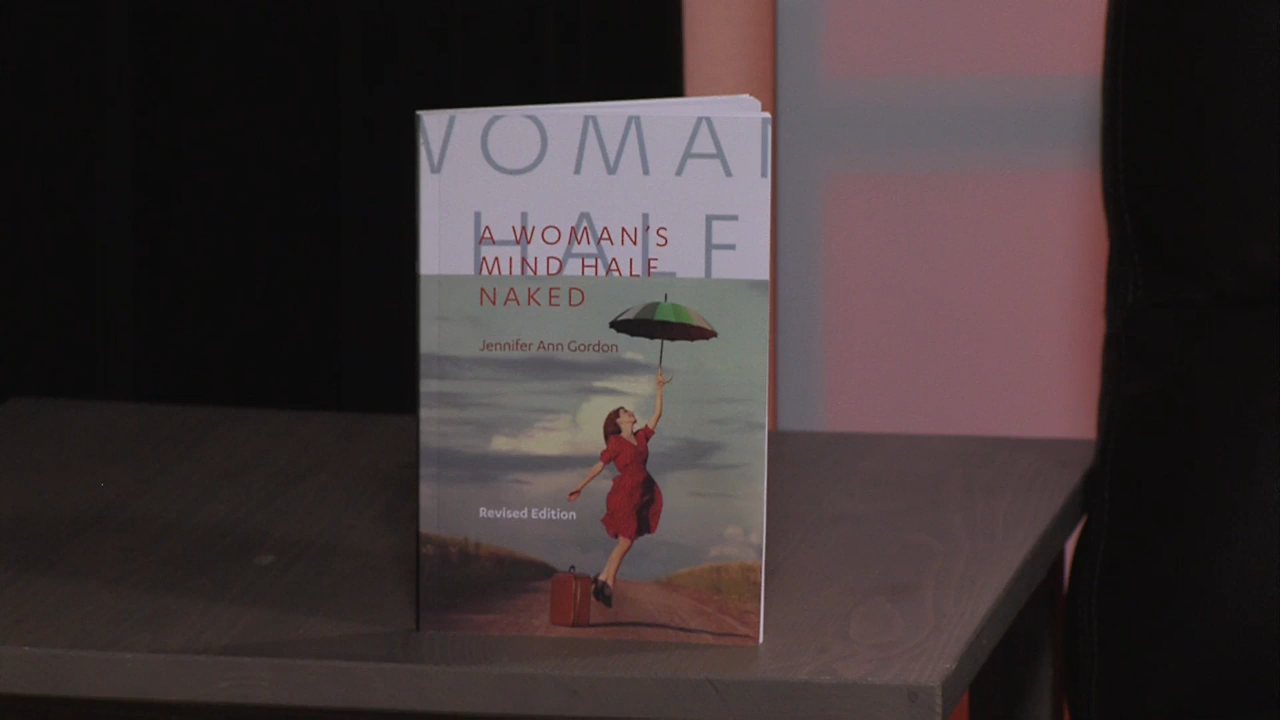 WOMAN
HALF
A WOMAN'S
MIND HALF
NAKED
Jennifer Ann Gordon
Revised Edition